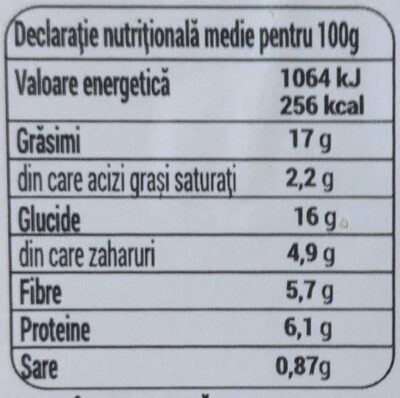 Declarație nutrițională medie pentru 100g
Valoare energetică 1064 kJ
256 kcal
Grăsimi 17 g
din care acizi grași saturați 2,2 g
Glucide 16 g
din care zaharuri 4,9 g
Fibre 5,7 g
Proteine 6,1 g
Sare 0,87g